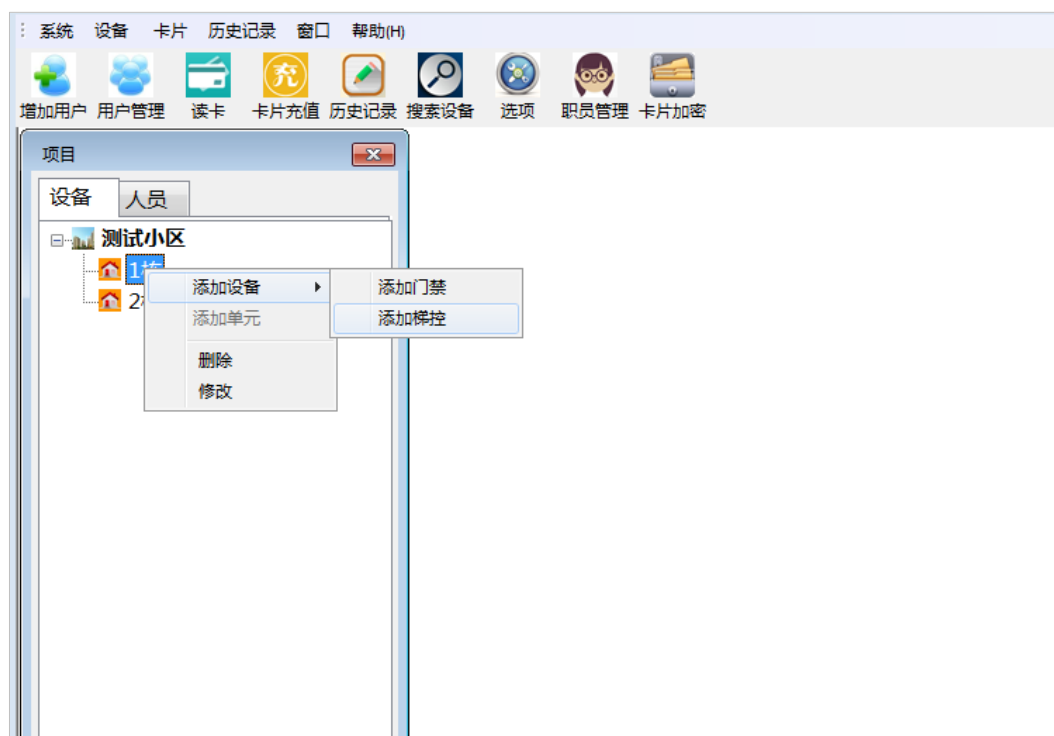 系统 设备 卡片 历史记录 窗口 帮助(H)
增加用户 用户管理 读卡 卡片充值 历史记录 搜索设备 选项 职员管理 卡片加密
充
项目
设备 人员
测试小区
1栋
2
添加设备
添加单元
删除
修改
添加门禁
添加梯控